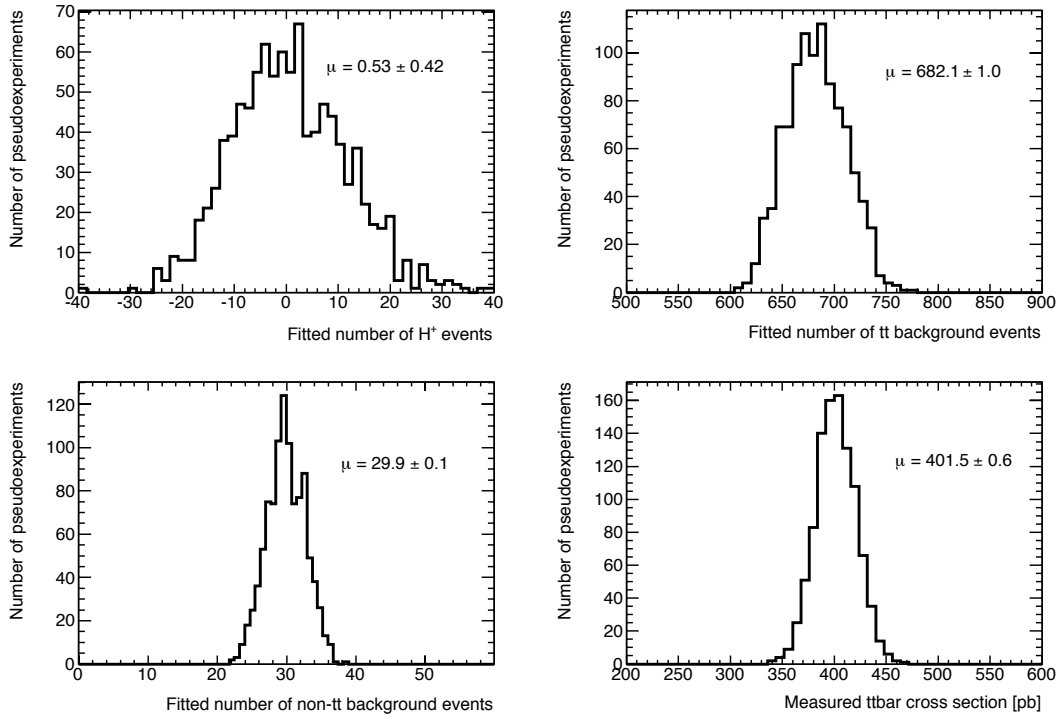 Number of pseudoexperiments
70
60
50
40
30
20
10
0
μ = 0.53 ± 0.42
-40 -30 -20 -10 0 10 20 30 40
Fitted number of H⁺ events
Number of pseudoexperiments
100
80
60
40
20
0
μ = 682.1 ± 1.0
500 550 600 650 700 750 800 850 900
Fitted number of tt background events
Number of pseudoexperiments
120
100
80
60
40
20
0
μ = 29.9 ± 0.1
0 10 20 30 40 50
Fitted number of non-tt background events
Number of pseudoexperiments
160
140
120
100
80
60
40
20
0
μ = 401.5 ± 0.6
200 250 300 350 400 450 500 550 600
Measured ttbar cross section [pb]